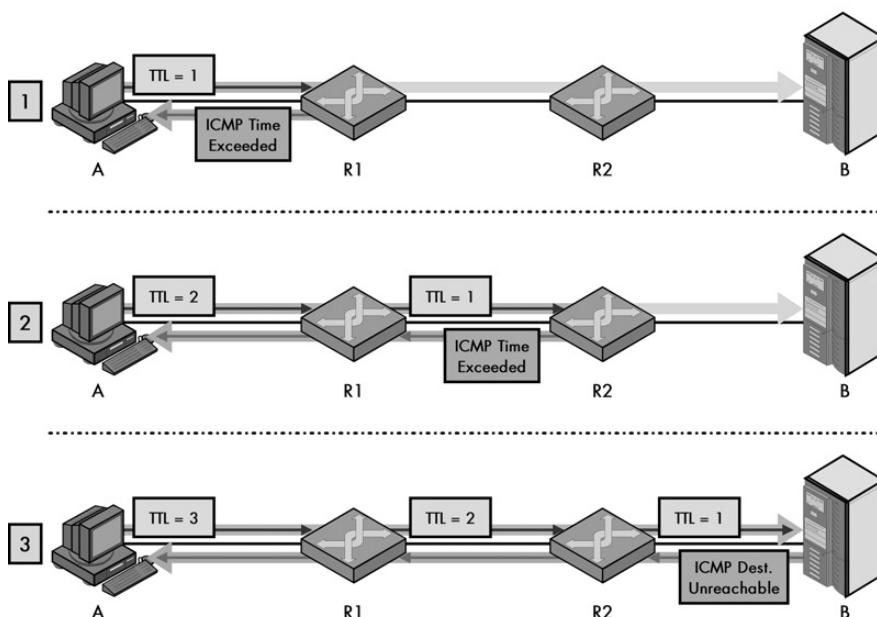 TTL = 1
1
ICMP Time
Exceeded
A
R1
R2
B
TTL = 2
TTL = 1
2
ICMP Time
Exceeded
A
R1
R2
B
TTL = 3
TTL = 2
TTL = 1
3
ICMP Dest.
Unreachable
A
R1
R2
B